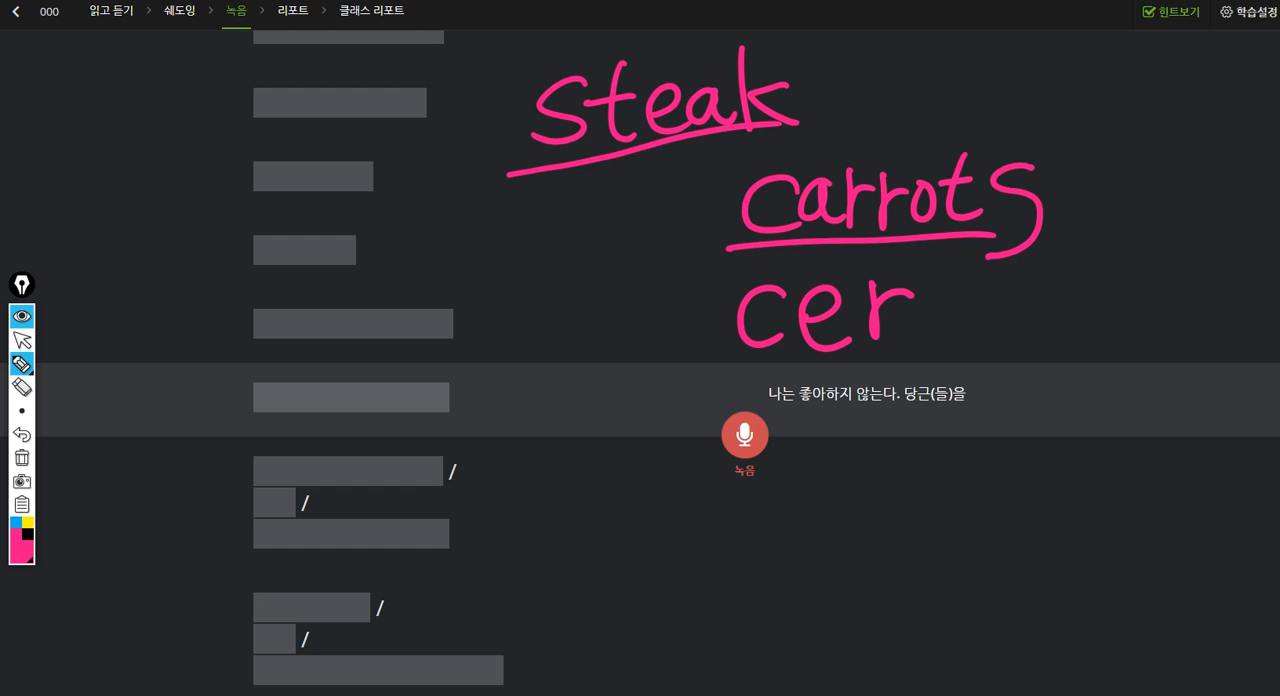 000 읽고 듣기 > 쉐도잉 > 녹음 > 리포트 > 클래스 리포트 힌트보기 학습설정
steak
carrots
cer
나는 좋아하지 않는다. 당근(들)을
녹음
/
/
/
/